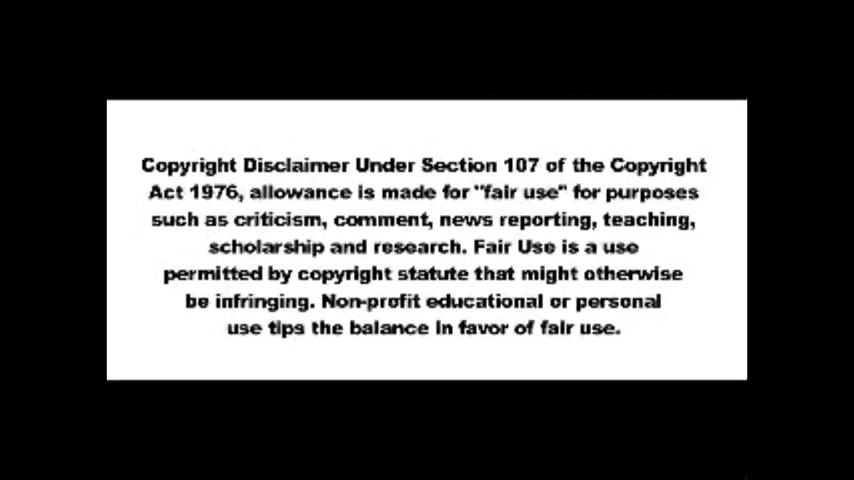 Copyright Disclaimer Under Section 107 of the Copyright
Act 1976, allowance is made for "fair use" for purposes
such as criticism, comment, news reporting, teaching,
scholarship and research. Fair Use is a use
permitted by copyright statute that might otherwise
be infringing. Non-profit educational or personal
use tips the balance in favor of fair use.